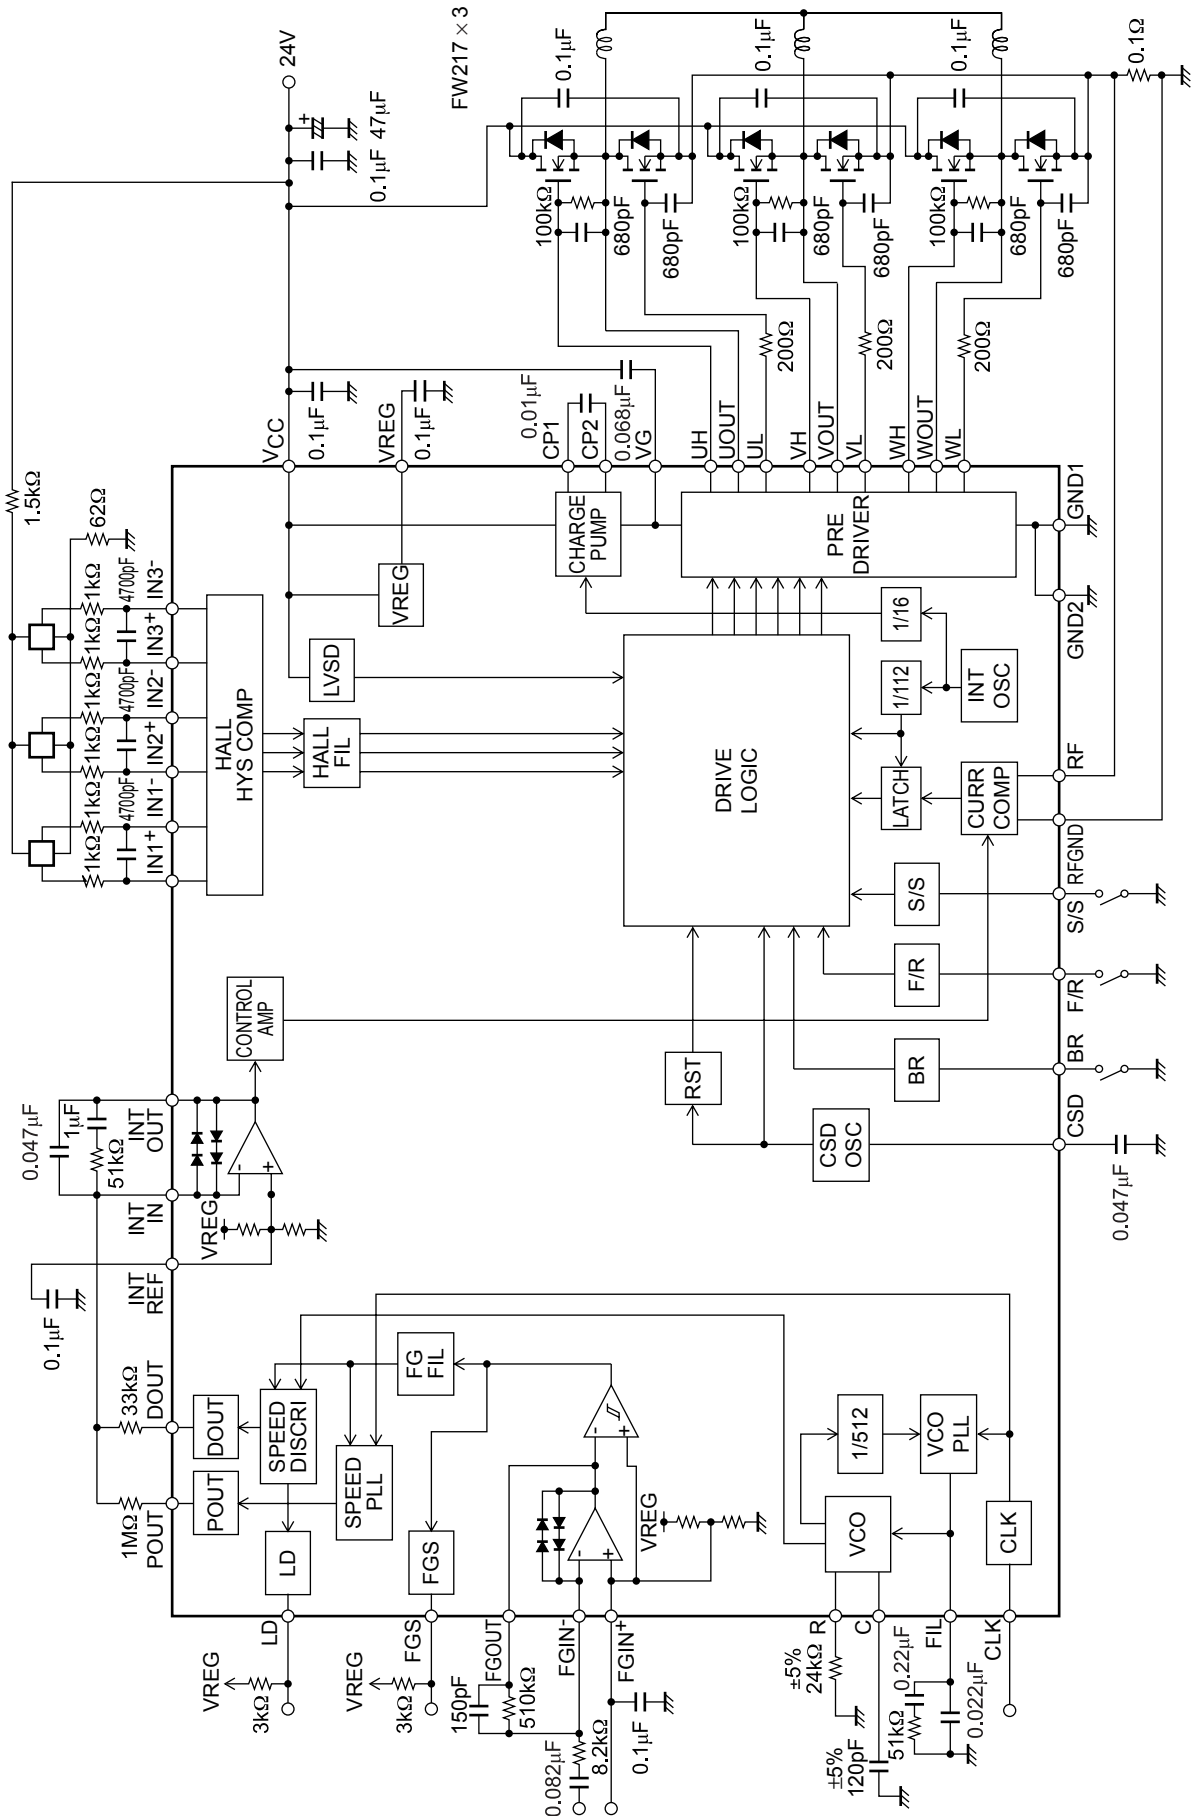 FW217 × 3
24V
47µF
0.1µF
0.1µF
0.1µF
0.1µF
0.1Ω
100kΩ
680pF
680pF
100kΩ
680pF
680pF
100kΩ
680pF
680pF
200Ω
200Ω
200Ω
1.5kΩ
62Ω
0.1µF
0.1µF
0.01µF
0.068µF
VCC
VREG
CP1
CP2
VG
UH
UOUT
UL
VH
VOUT
VL
WH
WOUT
WL
GND1
GND2
1kΩ
4700pF
1kΩ
1kΩ
4700pF
1kΩ
1kΩ
4700pF
1kΩ
IN3-
IN3+
IN2-
IN2+
IN1-
IN1+
HALL
HYS COMP
HALL
FIL
LVSD
VREG
CHARGE
PUMP
PRE
DRIVER
1/16
1/112
INT
OSC
DRIVE
LOGIC
LATCH
CURR
COMP
RF
RFGND
S/S
S/S
F/R
F/R
BR
BR
RST
CSD
OSC
CSD
0.047µF
CONTROL
AMP
0.047µF
1µF
51kΩ
INT
OUT
INT
IN
INT
REF
-
+
VREG
0.1µF
33kΩ
DOUT
1MΩ
POUT
DOUT
POUT
SPEED
DISCRI
SPEED
PLL
FG
FIL
LD
FGS
-
+
-
+
VREG
1/512
VCO
PLL
VCO
CLK
LD
FGS
FGOUT
FGIN-
FGIN+
R
C
FIL
CLK
VREG
3kΩ
VREG
3kΩ
150pF
510kΩ
0.082µF
8.2kΩ
0.1µF
±5%
24kΩ
±5%
120pF
0.22µF
51kΩ
0.022µF